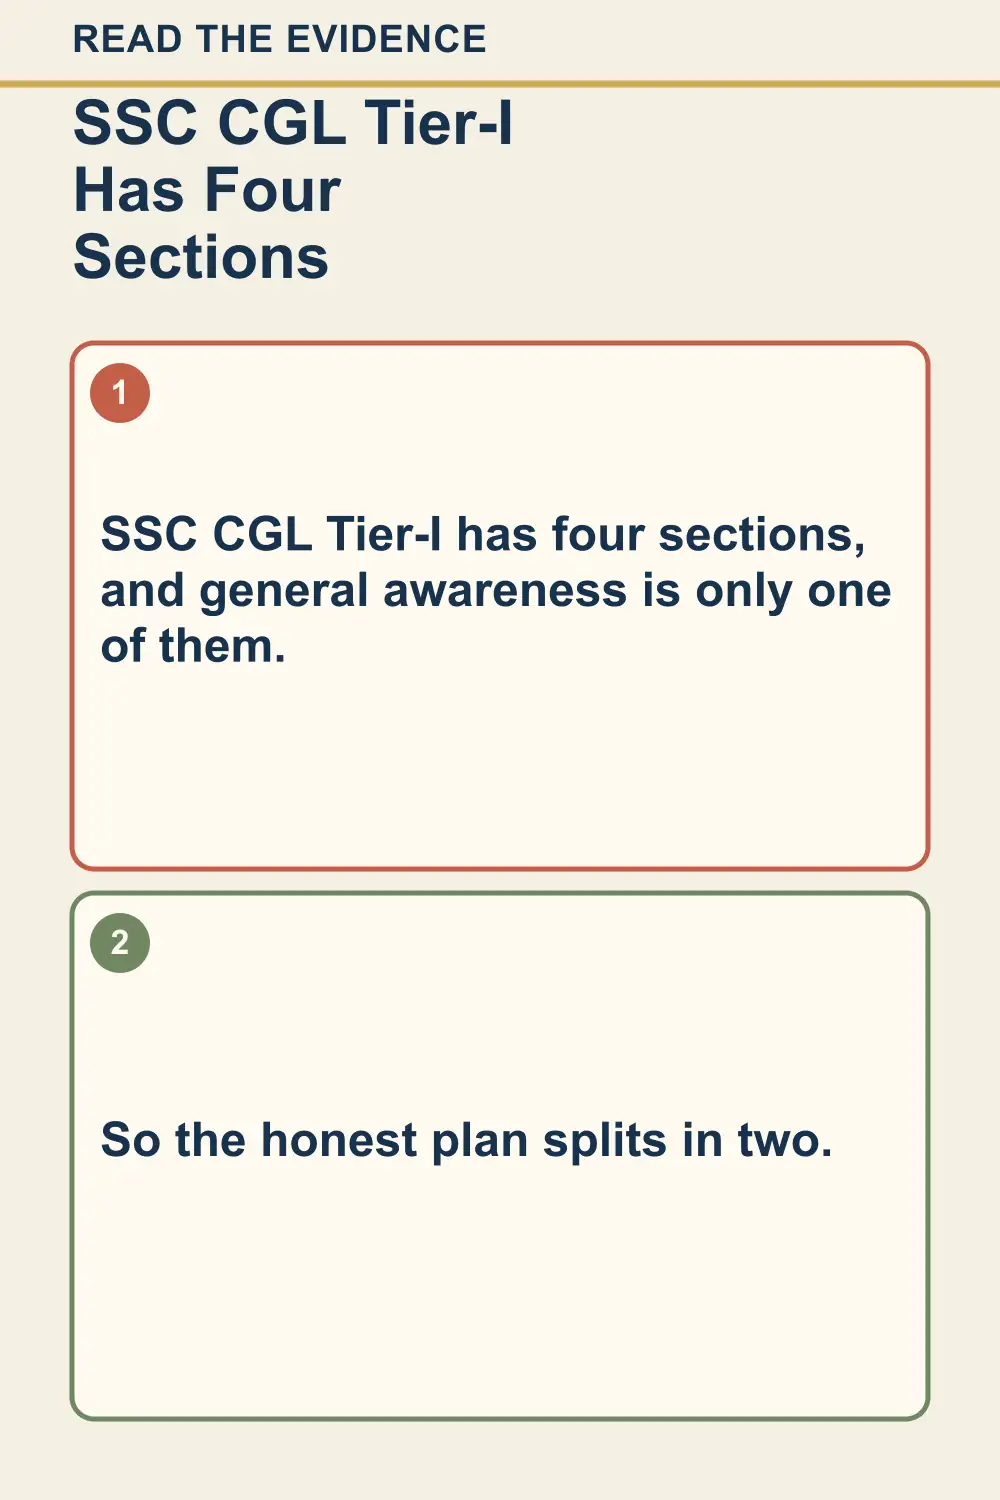 READ THE EVIDENCE
SSC CGL Tier-I
Has Four
Sections
1
SSC CGL Tier-I has four sections,
and general awareness is only one
of them.
2
So the honest plan splits in two.